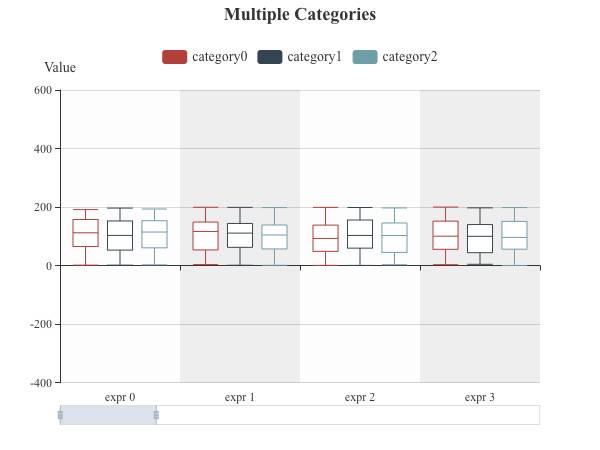 Multiple Categories
category0 category1 category2
Value
600
400
200
0
-200
-400
expr 0 expr 1 expr 2 expr 3